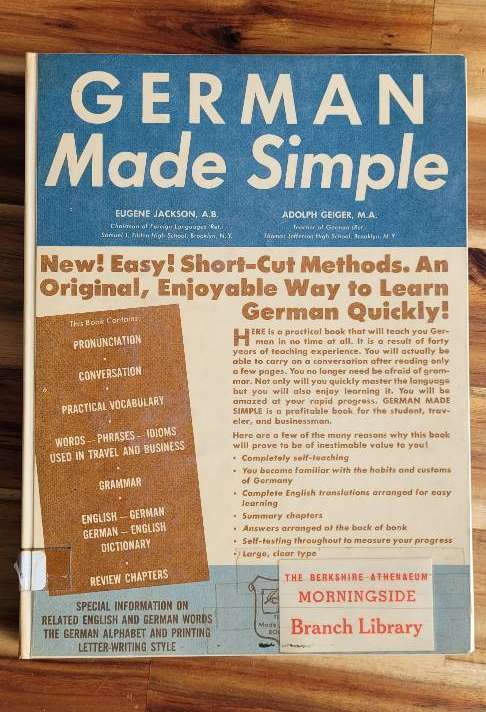 GERMAN
Made Simple
EUGENE JACKSON, A.B.
Chairman of Foreign Languages (Ret.)
Samuel J. Tilden High School, Brooklyn, N.Y.
ADOLPH GEIGER, M.A.
Teacher of German (Ret.)
Thomas Jefferson High School, Brooklyn, N.Y.
New! Easy! Short-Cut Methods. An
Original, Enjoyable Way to Learn
German Quickly!
This Book Contains:
PRONUNCIATION
CONVERSATION
PRACTICAL VOCABULARY
WORDS — PHRASES — IDIOMS
USED IN TRAVEL AND BUSINESS
GRAMMAR
ENGLISH — GERMAN
GERMAN — ENGLISH
DICTIONARY
REVIEW CHAPTERS
HERE is a practical book that will teach you Ger-
man in no time at all. It is a result of forty
years of teaching experience. You will actually be
able to carry on a conversation after reading only
a few pages. You no longer need be afraid of gram-
mar. Not only will you quickly master the language
but you will also enjoy learning it. You will be
amazed at your rapid progress. GERMAN MADE
SIMPLE is a profitable book for the student, trav-
eler, and businessman.
Here are a few of the many reasons why this book
will prove to be of inestimable value to you!
• Completely self-teaching
• You become familiar with the habits and customs
of Germany
• Complete English translations arranged for easy
learning
• Summary chapters
• Answers arranged at the back of book
• Self-testing throughout to measure your progress
• Large, clear type
SPECIAL INFORMATION ON
RELATED ENGLISH AND GERMAN WORDS
THE GERMAN ALPHABET AND PRINTING
LETTER-WRITING STYLE
THE BERKSHIRE ATHENAEUM
MORNINGSIDE
Branch Library